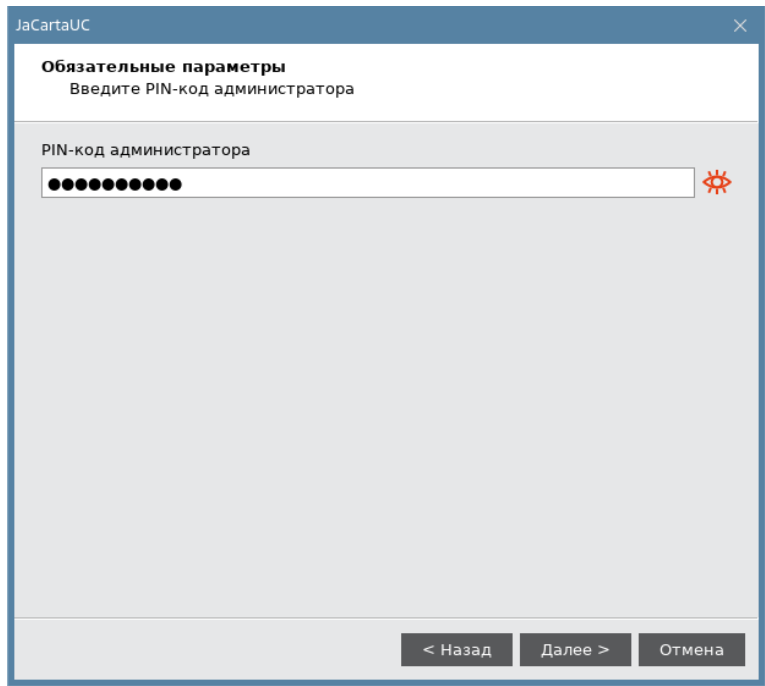 JaCartaUC
Обязательные параметры
Введите PIN-код администратора
PIN-код администратора
●●●●●●●●●●
< Назад
Далее >
Отмена